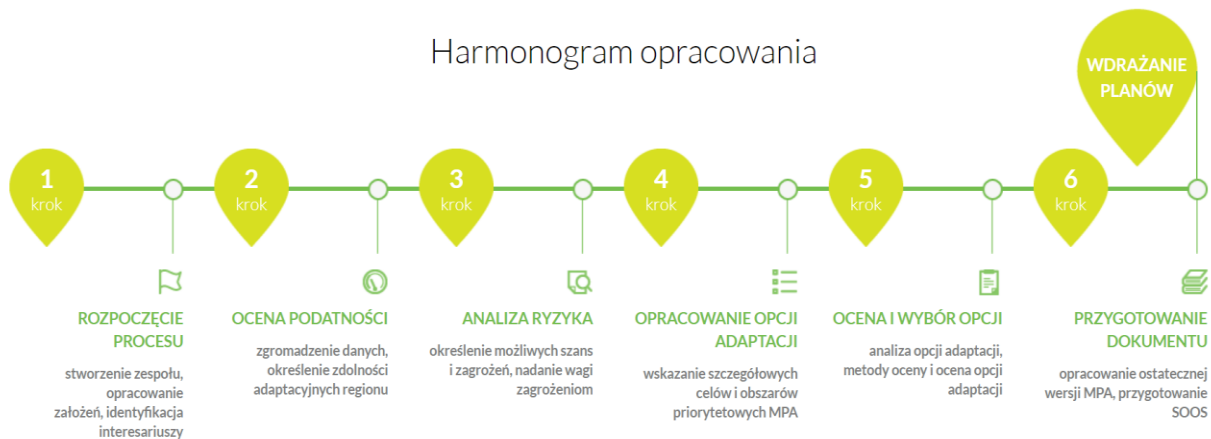 Harmonogram opracowania
WDRAŻANIE
PLANÓW
1
krok
2
krok
3
krok
4
krok
5
krok
6
krok
ROZPOCZĘCIE
PROCESU
stworzenie zespołu,
opracowanie
założeń, identyfikacja
interesariuszy
OCENA PODATNOŚCI
zgromadzenie danych,
określenie zdolności
adaptacyjnych regionu
ANALIZA RYZYKA
określenie możliwych szans
i zagrożeń, nadanie wagi
zagrożeniom
OPRACOWANIE OPCJI
ADAPTACJI
wskazanie szczegółowych
celów i obszarów
priorytetowych MPA
OCENA I WYBÓR OPCJI
analiza opcji adaptacji,
metody oceny i ocena opcji
adaptacji
PRZYGOTOWANIE
DOKUMENTU
opracowanie ostatecznej
wersji MPA, przygotowanie
SOOS